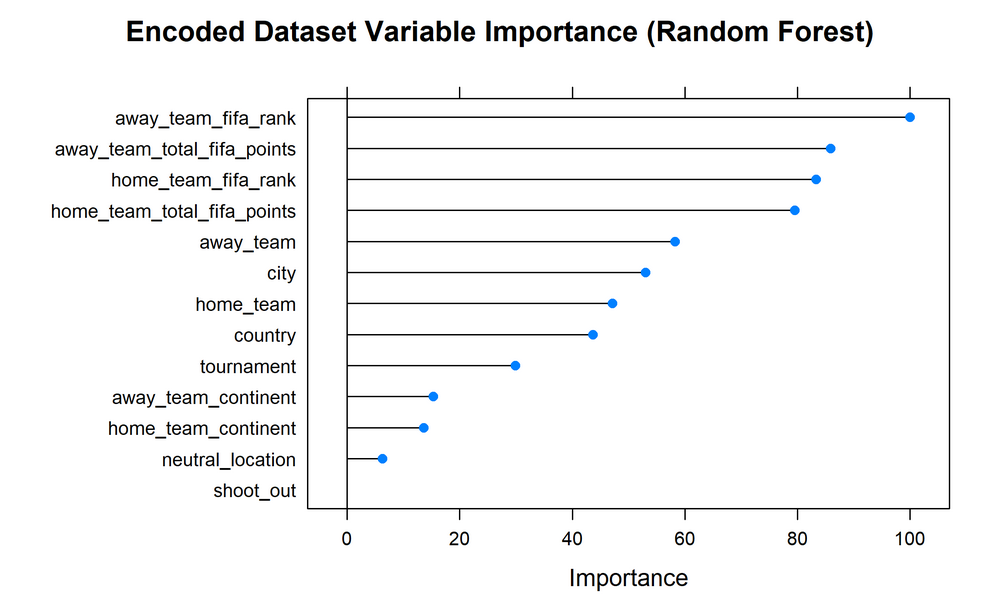 Encoded Dataset Variable Importance (Random Forest)
away_team_fifa_rank
away_team_total_fifa_points
home_team_fifa_rank
home_team_total_fifa_points
away_team
city
home_team
country
tournament
away_team_continent
home_team_continent
neutral_location
shoot_out
0 20 40 60 80 100
Importance